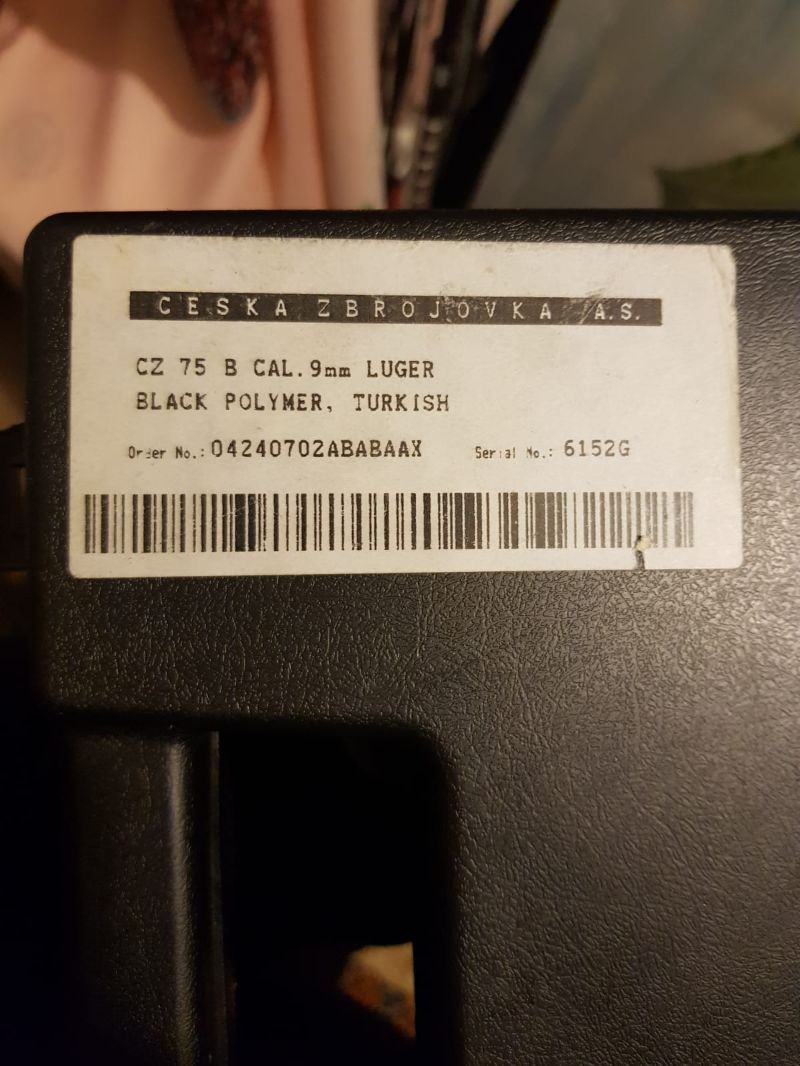 CESKA ZBROJOVKA A.S.
CZ 75 B CAL.9mm LUGER
BLACK POLYMER, TURKISH
Order No.:04240702ABABAAX Serial No.: 6152G